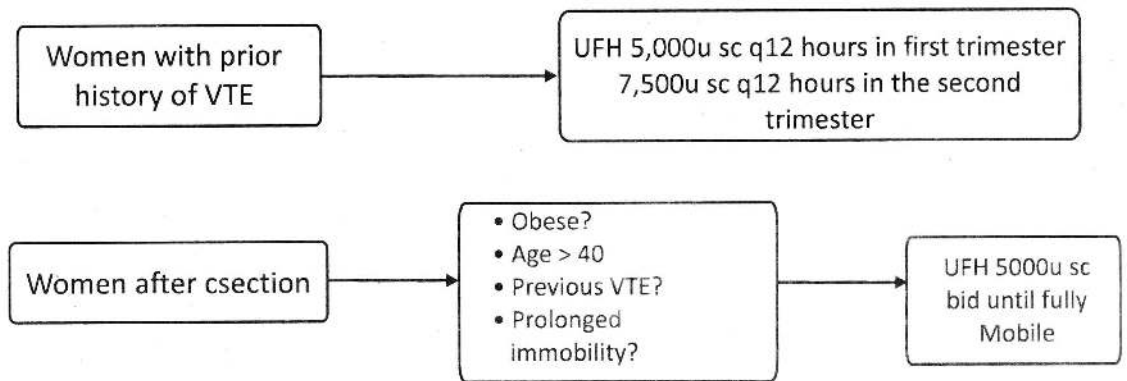 Women with prior
history of VTE
UFH 5,000u sc q12 hours in first trimester
7,500u sc q12 hours in the second
trimester
Women after csection
• Obese?
• Age > 40
• Previous VTE?
• Prolonged
immobility?
UFH 5000u sc
bid until fully
Mobile